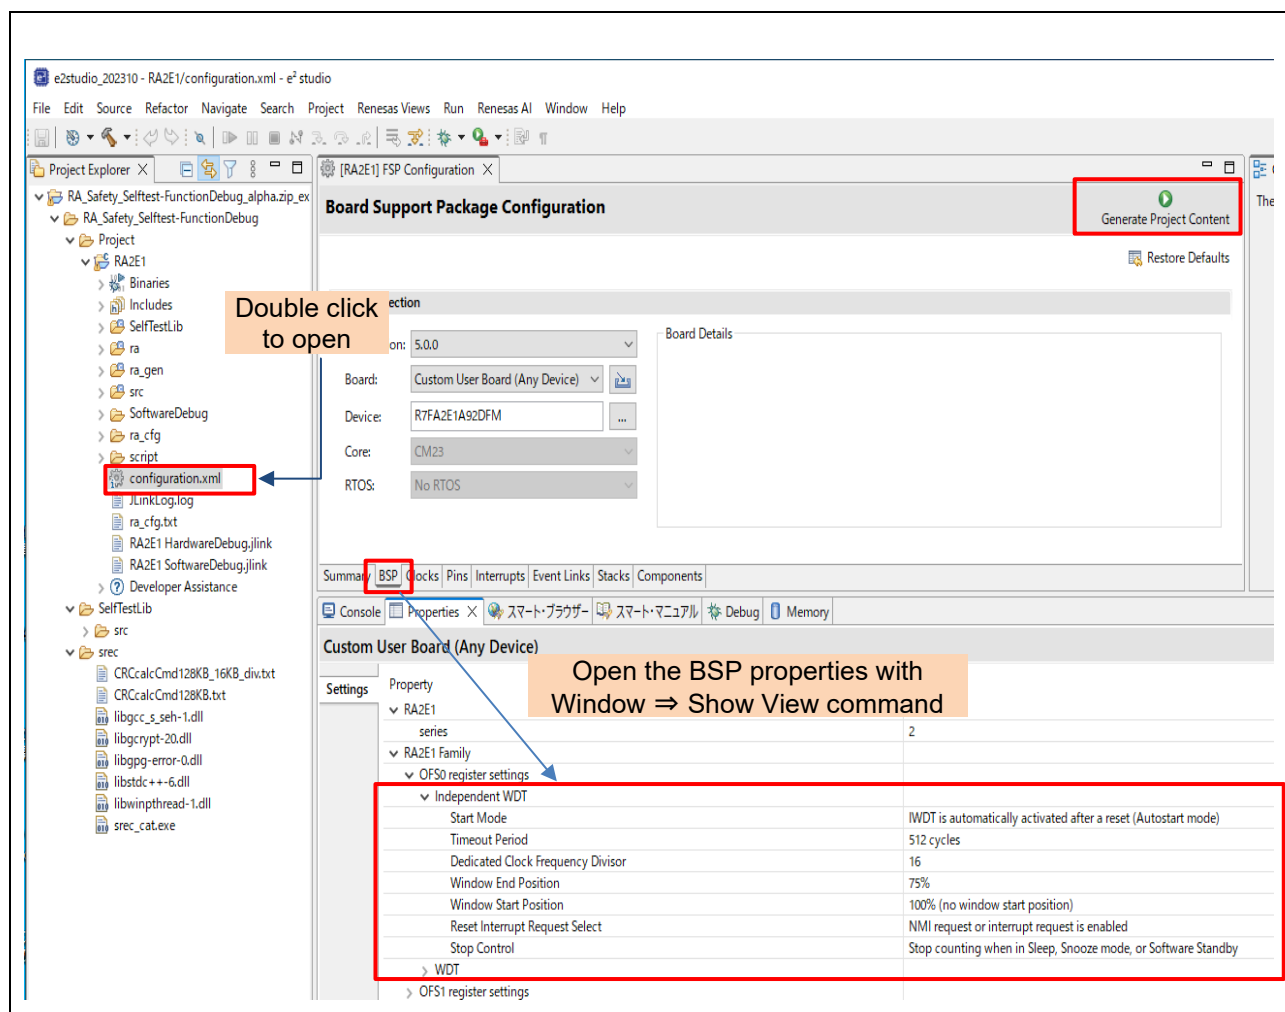 e2studio_202310 - RA2E1/configuration.xml - e² studio
File Edit Source Refactor Navigate Search Project Renesas Views Run Renesas AI Window Help
Project Explorer
RA_Safety_Selftest-FunctionDebug_alpha.zip_ex
RA_Safety_Selftest-FunctionDebug
Project
RA2E1
Binaries
Includes
SelfTestLib
ra
ra_gen
src
SoftwareDebug
ra_cfg
script
configuration.xml
JLinkLog.log
ra_cfg.txt
RA2E1 HardwareDebug.jlink
RA2E1 SoftwareDebug.jlink
Developer Assistance
SelfTestLib
src
srec
CRCcalcCmd128KB_16KB_div.txt
CRCcalcCmd128KB.txt
libgcc_s_seh-1.dll
libgcrypt-20.dll
libgpg-error-0.dll
libstdc++-6.dll
libwinpthread-1.dll
srec_cat.exe
Double click
to open
[RA2E1] FSP Configuration
Board Support Package Configuration
Generate Project Content
The
Restore Defaults
ection
on: 5.0.0
Board: Custom User Board (Any Device)
Device: R7FA2E1A92DFM ...
Core: CM23
RTOS: No RTOS
Board Details
Summary BSP Clocks Pins Interrupts Event Links Stacks Components
Console Properties スマート・ブラウザー スマート・マニュアル Debug Memory
Custom User Board (Any Device)
Open the BSP properties with
Window ⇒ Show View command
Settings
Property
RA2E1
series 2
RA2E1 Family
OFS0 register settings
Independent WDT
Start Mode IWDT is automatically activated after a reset (Autostart mode)
Timeout Period 512 cycles
Dedicated Clock Frequency Divisor 16
Window End Position 75%
Window Start Position 100% (no window start position)
Reset Interrupt Request Select NMI request or interrupt request is enabled
Stop Control Stop counting when in Sleep, Snooze mode, or Software Standby
WDT
OFS1 register settings